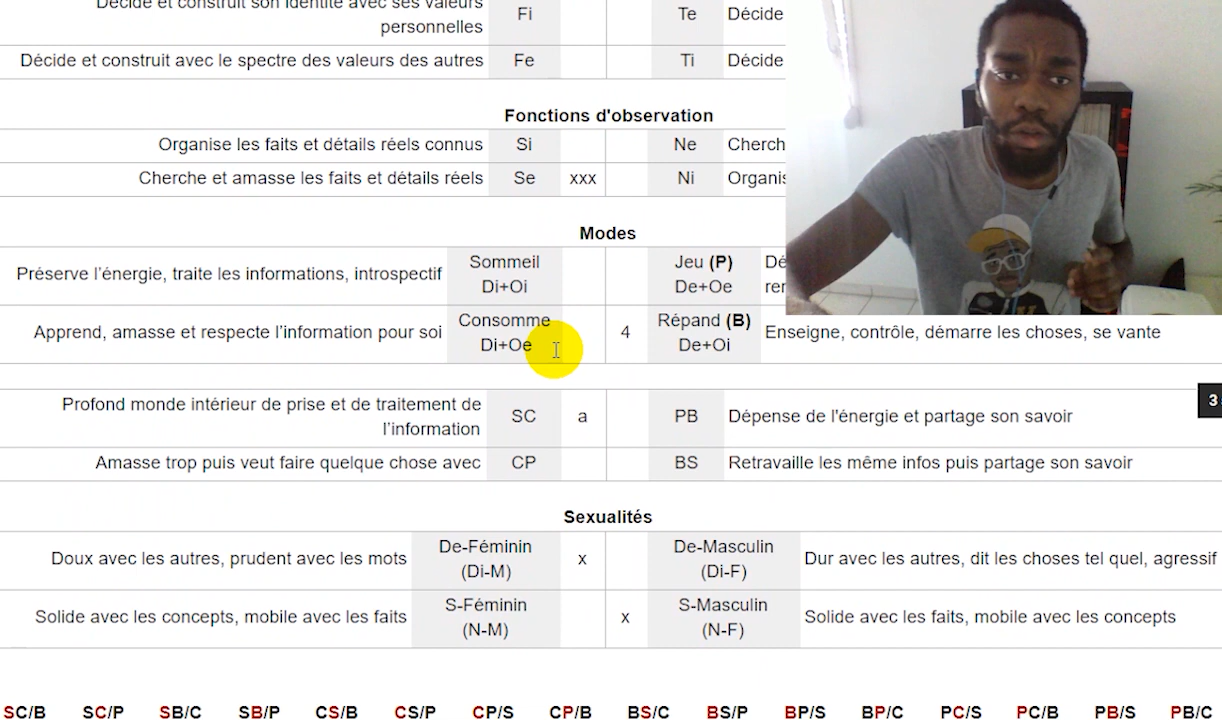 Décide et construit son identité avec ses valeurs
personnelles
Fi
Te
Décide
Décide et construit avec le spectre des valeurs des autres
Fe
Ti
Décide
Fonctions d'observation
Organise les faits et détails réels connus
Si
Ne
Cherch
Cherche et amasse les faits et détails réels
Se
xxx
Ni
Organis
Modes
Préserve l'énergie, traite les informations, introspectif
Sommeil
Di+Oi
Jeu (P)
De+Oe
Dé
rer
Apprend, amasse et respecte l'information pour soi
Consomme
Di+Oe
4
Répand (B)
De+Oi
Enseigne, contrôle, démarre les choses, se vante
Profond monde intérieur de prise et de traitement de
l'information
SC
a
PB
Dépense de l'énergie et partage son savoir
3
Amasse trop puis veut faire quelque chose avec
CP
BS
Retravaille les même infos puis partage son savoir
Sexualités
Doux avec les autres, prudent avec les mots
De-Féminin
(Di-M)
x
De-Masculin
(Di-F)
Dur avec les autres, dit les choses tel quel, agressif
Solide avec les concepts, mobile avec les faits
S-Féminin
(N-M)
x
S-Masculin
(N-F)
Solide avec les faits, mobile avec les concepts
SC/B SC/P SB/C SB/P CS/B CS/P CP/S CP/B BS/C BS/P BP/S BP/C PC/S PC/B PB/S PB/C